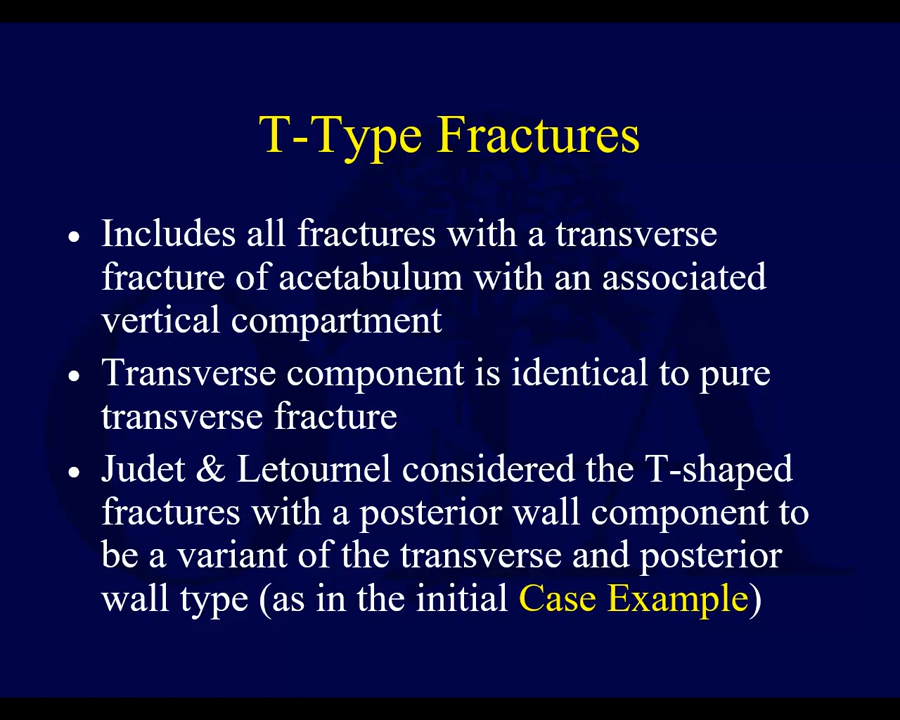 T-Type Fractures
• Includes all fractures with a transverse
fracture of acetabulum with an associated
vertical compartment
• Transverse component is identical to pure
transverse fracture
• Judet & Letournel considered the T-shaped
fractures with a posterior wall component to
be a variant of the transverse and posterior
wall type (as in the initial Case Example)